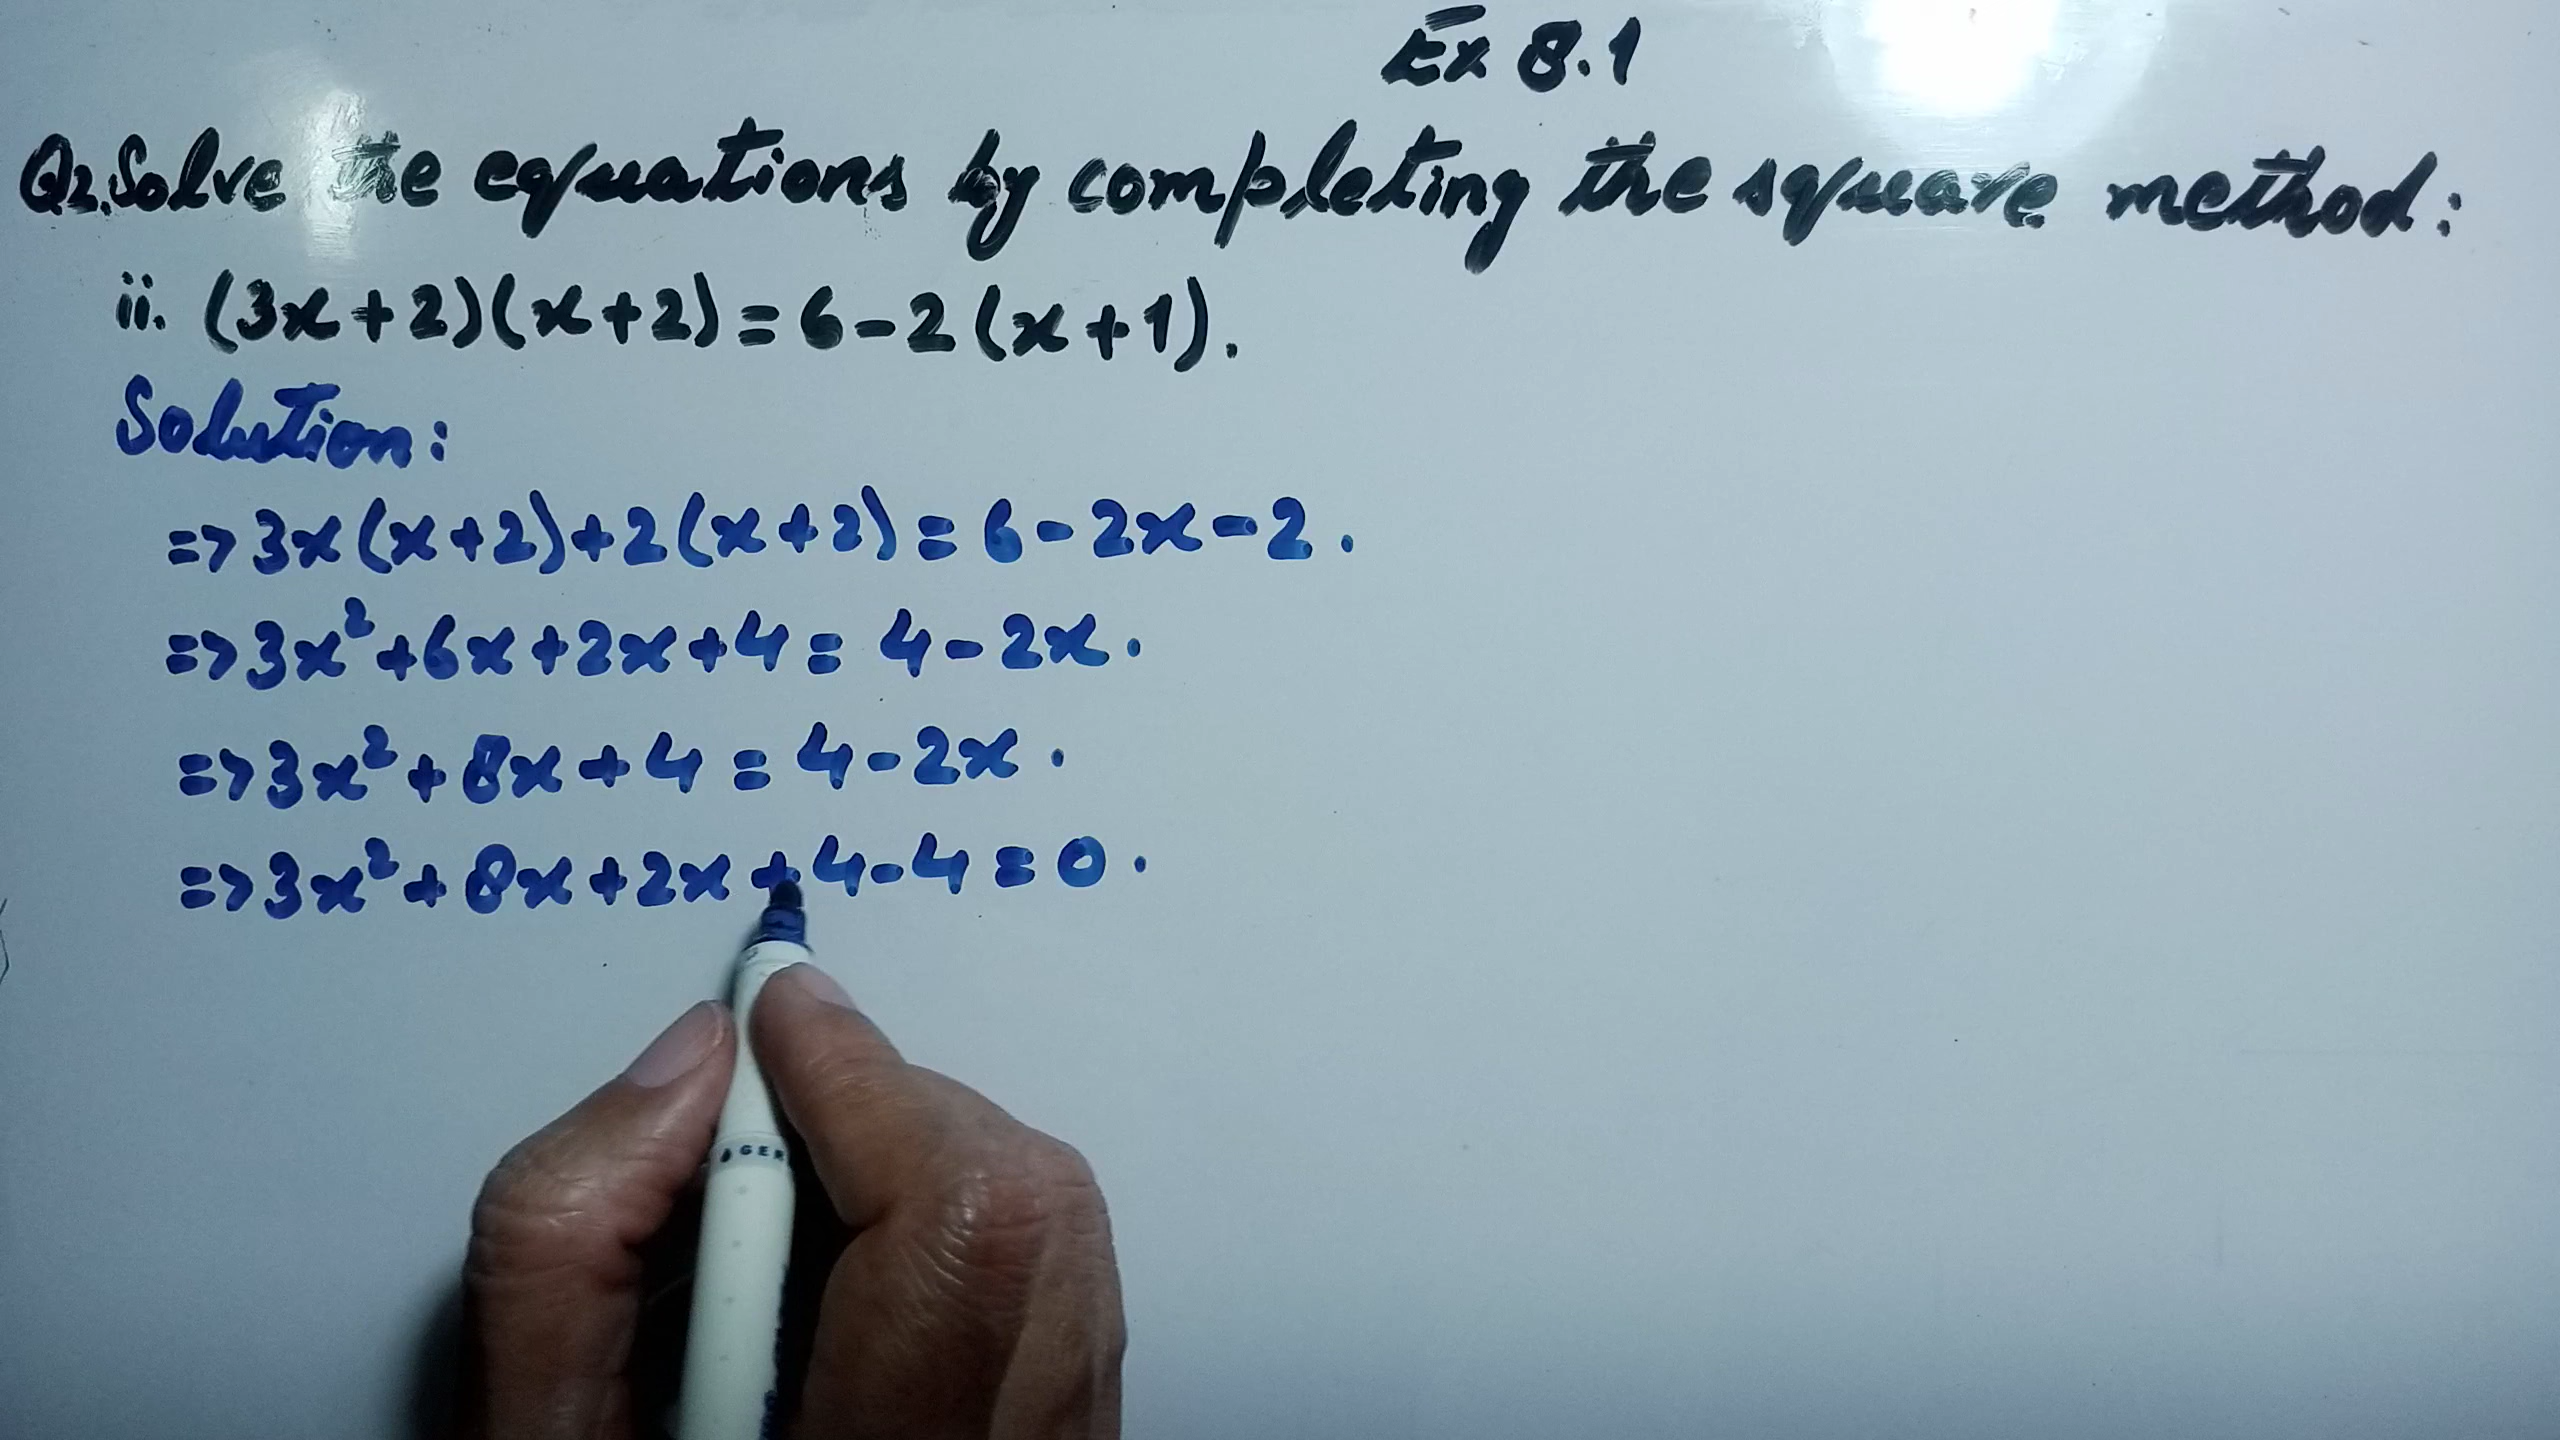 Ex 8.1
Q2. Solve the equations by completing the square method:
ii. (3x+2)(x+2)=6-2(x+1).
Solution:
=>3x(x+2)+2(x+2)=6-2x-2.
=>3x²+6x+2x+4=4-2x.
=>3x²+8x+4=4-2x.
=>3x²+8x+2x+4-4=0.